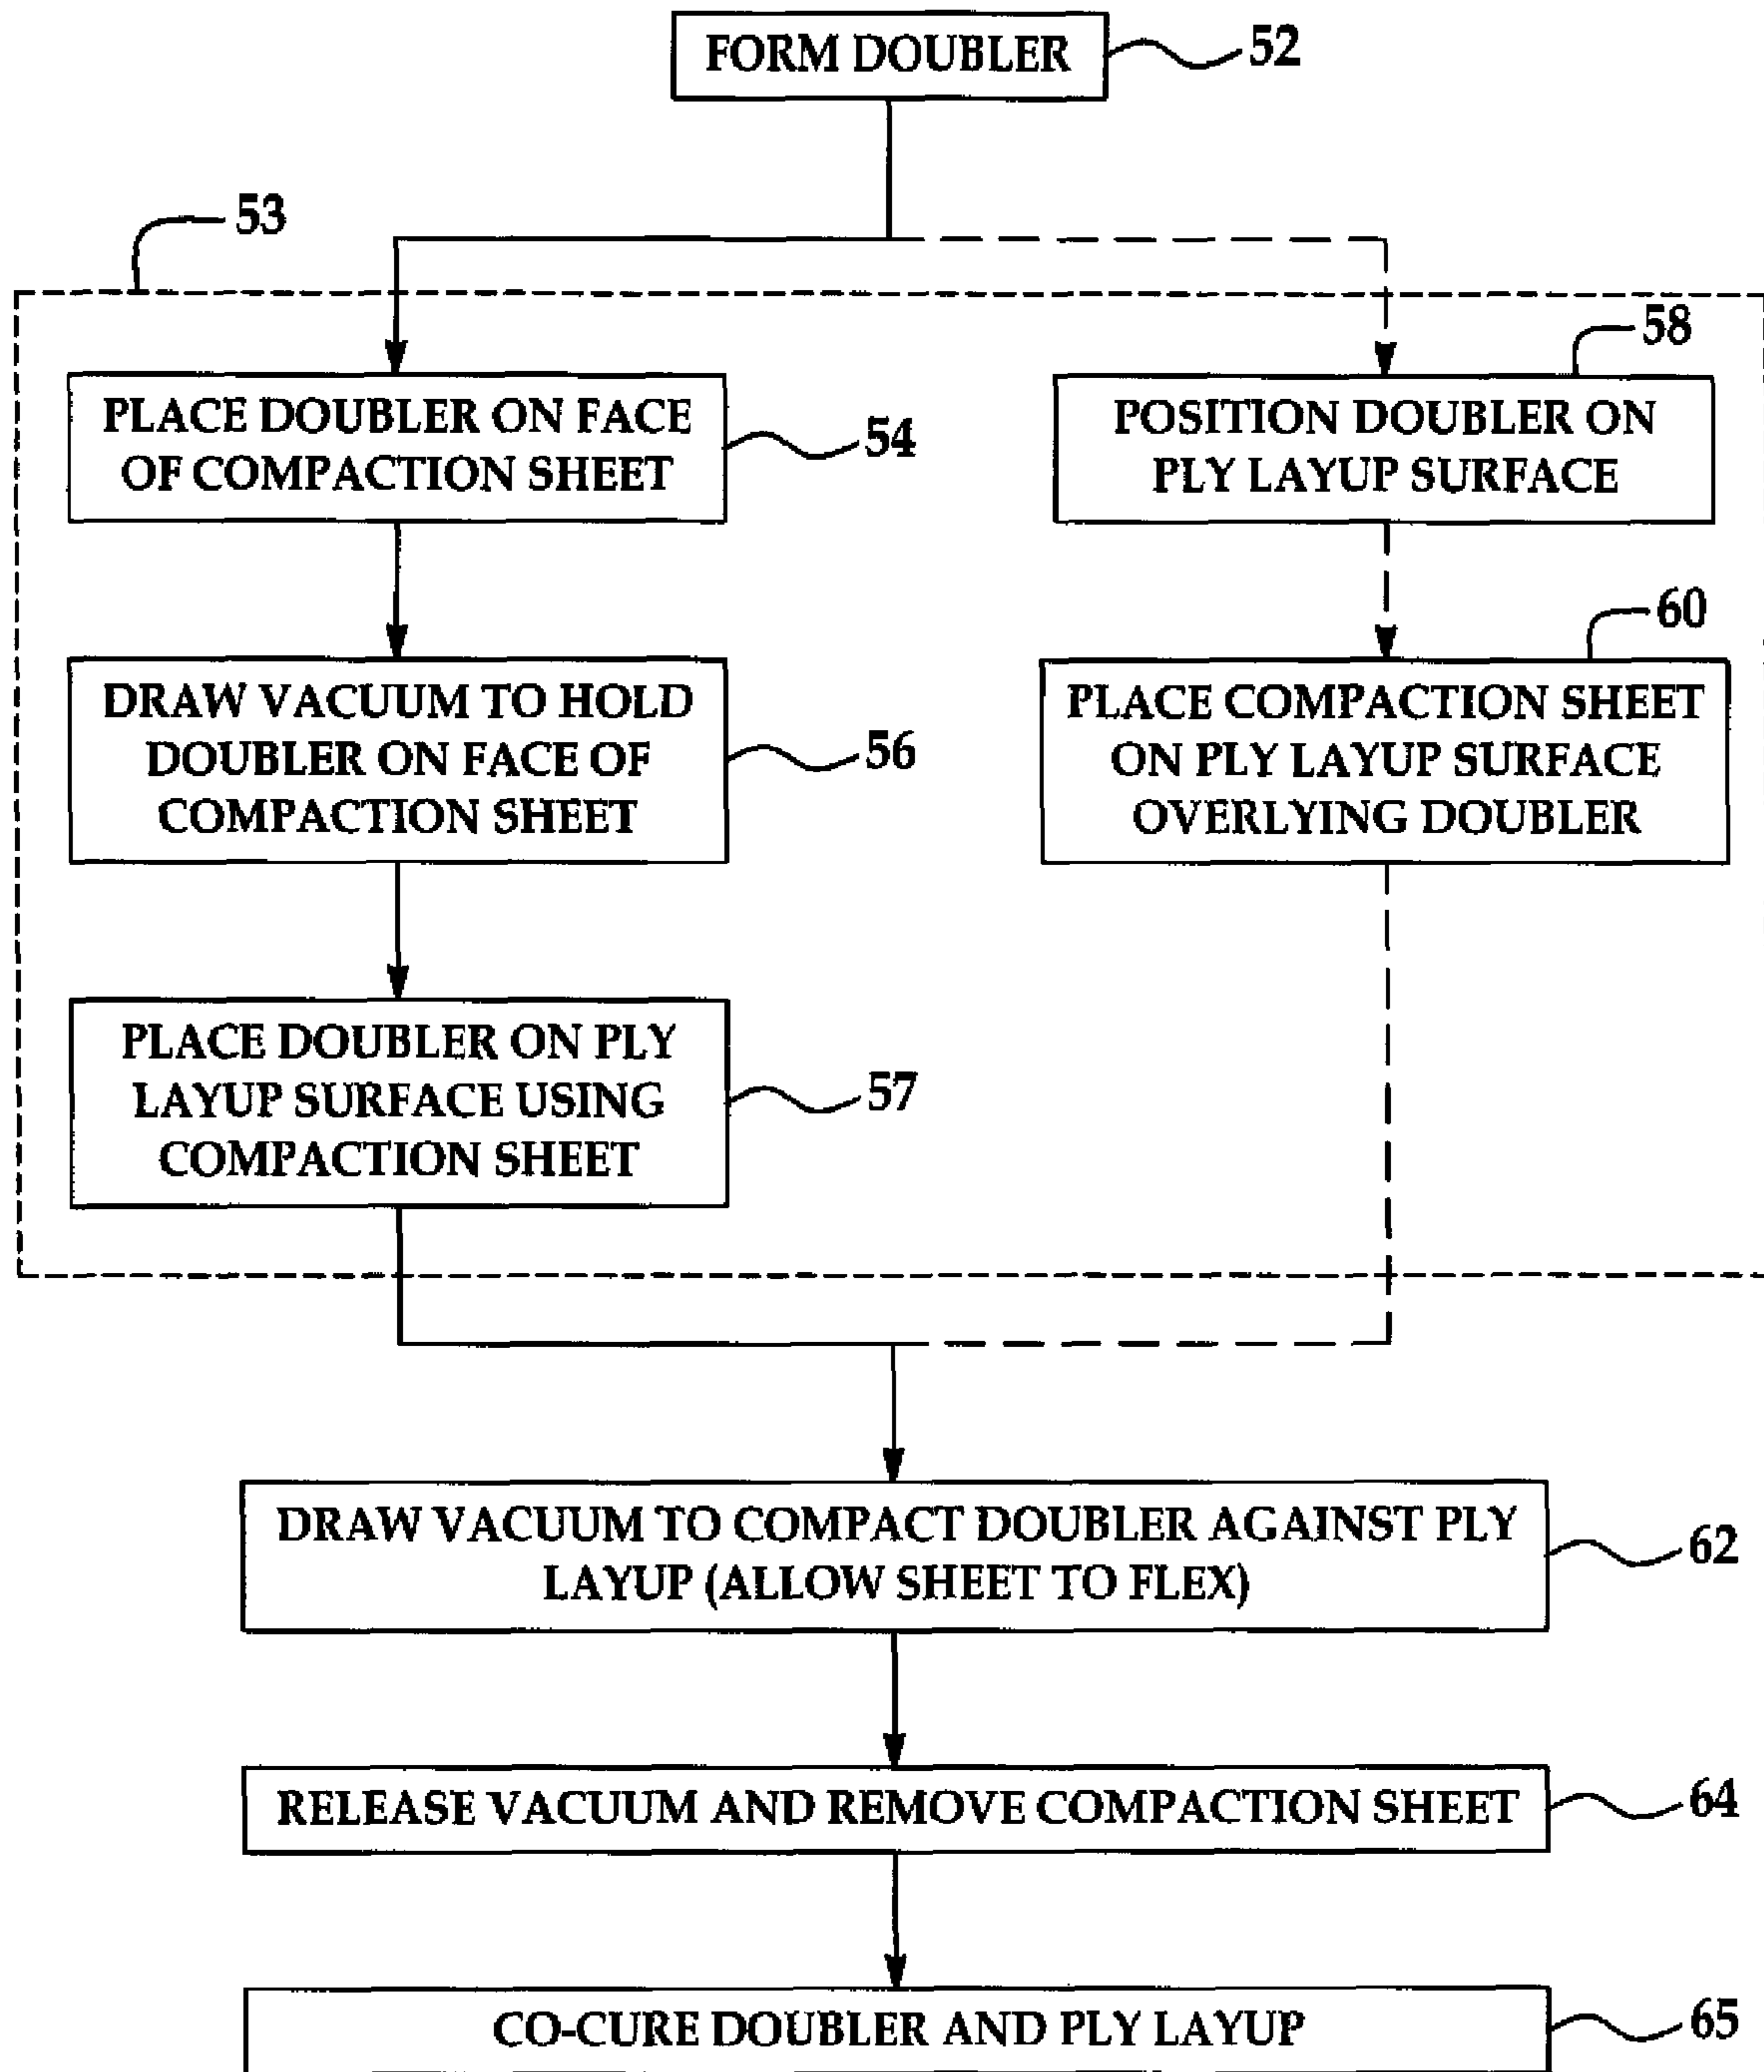 FORM DOUBLER
52
53
PLACE DOUBLER ON FACE
OF COMPACTION SHEET
54
58
POSITION DOUBLER ON
PLY LAYUP SURFACE
DRAW VACUUM TO HOLD
DOUBLER ON FACE OF
COMPACTION SHEET
56
60
PLACE COMPACTION SHEET
ON PLY LAYUP SURFACE
OVERLYING DOUBLER
PLACE DOUBLER ON PLY
LAYUP SURFACE USING
COMPACTION SHEET
57
DRAW VACUUM TO COMPACT DOUBLER AGAINST PLY
LAYUP (ALLOW SHEET TO FLEX)
62
RELEASE VACUUM AND REMOVE COMPACTION SHEET
64
CO-CURE DOUBLER AND PLY LAYUP
65